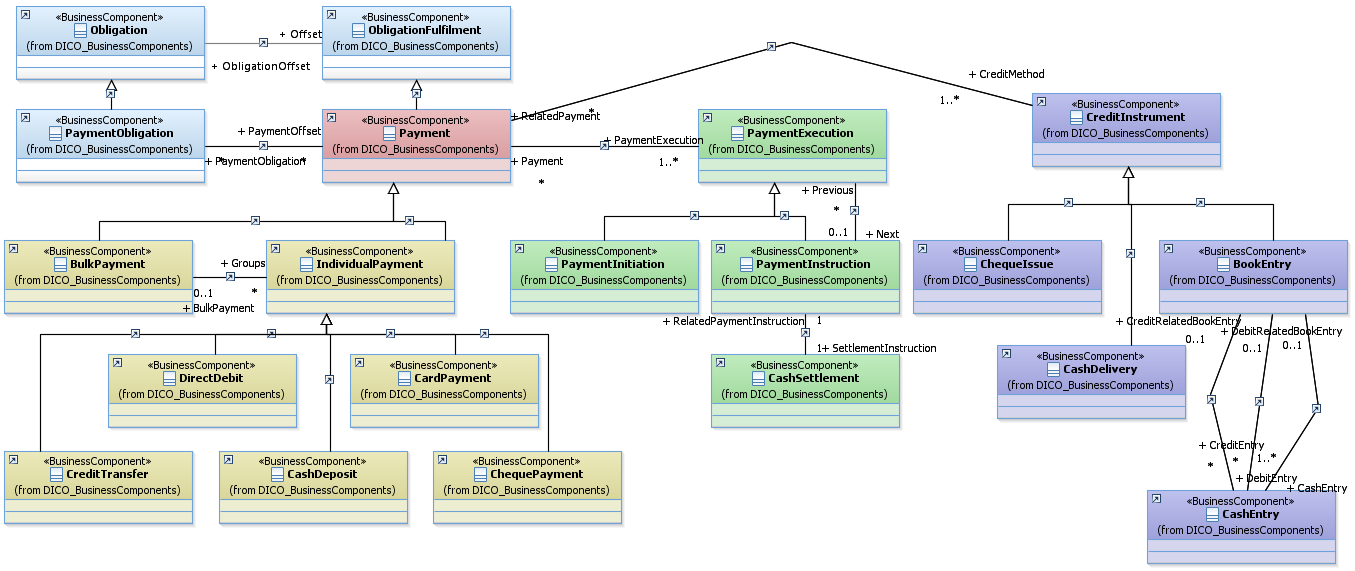 «BusinessComponent»
Obligation
(from DICO_BusinessComponents)
+ Offset
+ ObligationOffset
«BusinessComponent»
ObligationFulfilment
(from DICO_BusinessComponents)
+ CreditMethod
1..*
+ RelatedPayment
*
«BusinessComponent»
PaymentObligation
(from DICO_BusinessComponents)
+ PaymentOffset
*
+ PaymentObligation
*
«BusinessComponent»
Payment
(from DICO_BusinessComponents)
+ PaymentExecution
1..*
+ Payment
*
«BusinessComponent»
PaymentExecution
(from DICO_BusinessComponents)
«BusinessComponent»
CreditInstrument
(from DICO_BusinessComponents)
+ Previous
*
0..1
+ Next
«BusinessComponent»
BulkPayment
(from DICO_BusinessComponents)
+ Groups
*
0..1
+ BulkPayment
«BusinessComponent»
IndividualPayment
(from DICO_BusinessComponents)
«BusinessComponent»
PaymentInitiation
(from DICO_BusinessComponents)
«BusinessComponent»
PaymentInstruction
(from DICO_BusinessComponents)
«BusinessComponent»
ChequeIssue
(from DICO_BusinessComponents)
«BusinessComponent»
BookEntry
(from DICO_BusinessComponents)
+ RelatedPaymentInstruction
1
1
+ SettlementInstruction
+ CreditRelatedBookEntry
0..1
+ DebitRelatedBookEntry
0..1
0..1
«BusinessComponent»
DirectDebit
(from DICO_BusinessComponents)
«BusinessComponent»
CardPayment
(from DICO_BusinessComponents)
«BusinessComponent»
CashSettlement
(from DICO_BusinessComponents)
«BusinessComponent»
CashDelivery
(from DICO_BusinessComponents)
«BusinessComponent»
CreditTransfer
(from DICO_BusinessComponents)
«BusinessComponent»
CashDeposit
(from DICO_BusinessComponents)
«BusinessComponent»
ChequePayment
(from DICO_BusinessComponents)
+ CreditEntry
*
*
1..*
+ DebitEntry
+ CashEntry
«BusinessComponent»
CashEntry
(from DICO_BusinessComponents)